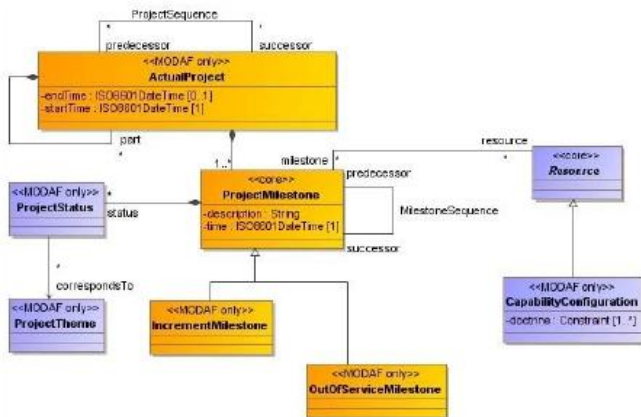 ProjectSequence
* *
predecessor successor
<<MODAF only>>
ActualProject
-endTime : ISO8601DateTime [0..1]
-startTime : ISO8601DateTime [1]
part
*
1..*
milestone
*
resource
*
<<core>>
Resource
<<core>>
ProjectMilestone
-description : String
-time : ISO8601DateTime [1]
predecessor
MilestoneSequence
successor
<<MODAF only>>
ProjectStatus
*
status
*
correspondsTo
<<MODAF only>>
ProjectTheme
<<MODAF only>>
IncrementMilestone
<<MODAF only>>
OutOfServiceMilestone
<<MODAF only>>
CapabilityConfiguration
-doctrine : Constraint [1..*]